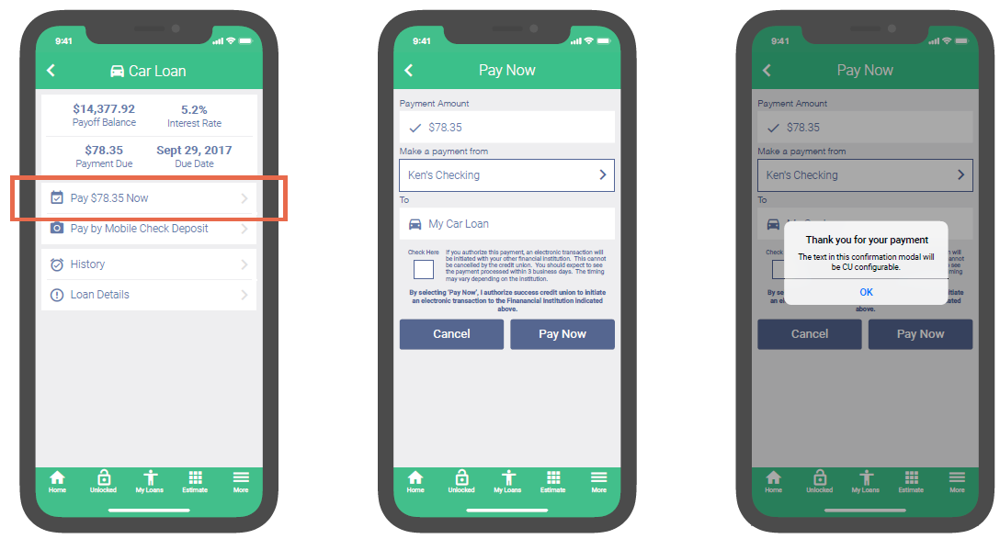 9:41
Car Loan
$14,377.92
5.2%
Payoff Balance
Interest Rate
$78.35
Sept 29, 2017
Payment Due
Due Date
Pay $78.35 Now
Pay by Mobile Check Deposit
History
Loan Details
Home
Unlocked
My Loans
Estimate
More
9:41
Pay Now
Payment Amount
$78.35
Make a payment from
Ken's Checking
To
My Car Loan
Check Here
If you authorize this payment, an electronic transaction will
be initiated with your other financial institution. This cannot
be cancelled by the credit union. You should expect to see
the payment processed within 3 business days. The timing
may vary depending on the institution.
By selecting 'Pay Now', I authorize success credit union to initiate
an electronic transaction to the Finanancial Institution indicated
above.
Cancel
Pay Now
Home
Unlocked
My Loans
Estimate
More
9:41
Pay Now
Payment Amount
$78.35
Make a payment from
Ken's Checking
To
Thank you for your payment
The text in this confirmation modal will
be CU configurable.
OK
above.
Cancel
Pay Now
Home
Unlocked
My Loans
Estimate
More